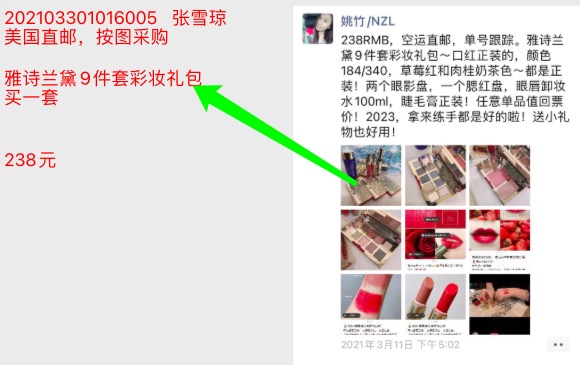 202103301016005 张雪琼
美国直邮，按图采购
雅诗兰黛9件套彩妆礼包
买一套
238元
姚竹/NZL
238RMB，空运直邮，单号跟踪。雅诗兰
黛9件套彩妆礼包～口红正装的，颜色
184/340，草莓红和肉桂奶茶色～都是正
装！两个眼影盘，一个腮红盘，眼唇卸妆
水100ml，睫毛膏正装！任意单品值回票
价！2023，拿来练手都是好的啦！送小礼
物也好用！
2021年3月11日 下午5:02